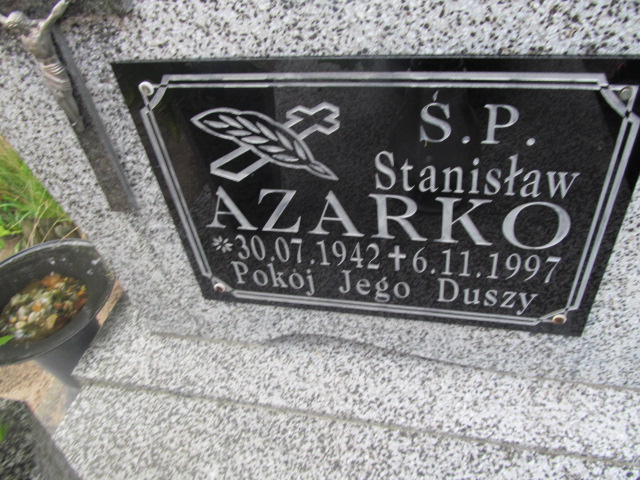 Ś.P.
Stanisław
AZARKO
*30.07.1942 ✝ 6.11.1997
Pokój Jego Duszy